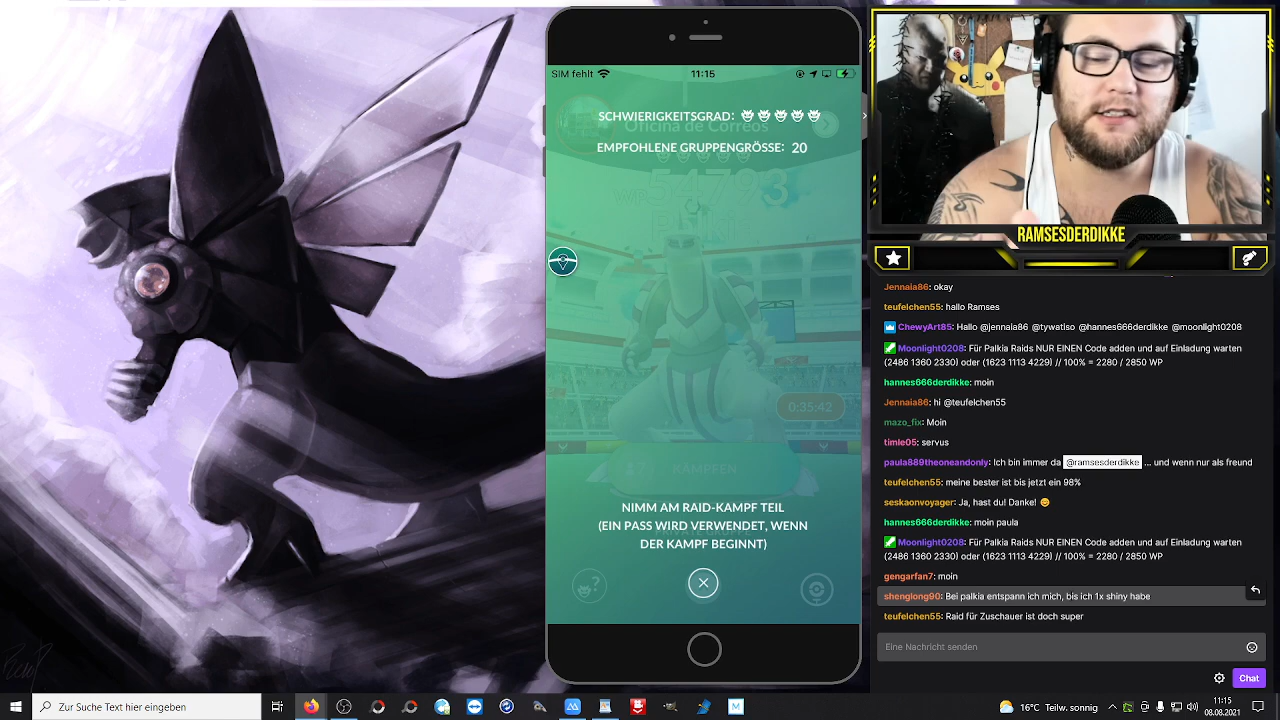 SIM fehlt
11:15
SCHWIERIGKEITSGRAD:
Oficina de Correos
EMPFOHLENE GRUPPENGRÖSSE: 20
WP 54793
0:35:42
KÄMPFEN
NIMM AM RAID-KAMPF TEIL
(EIN PASS WIRD VERWENDET, WENN
PRIVATE GRUPPE
DER KAMPF BEGINNT)
RAMSESDERDIKKE
Jennaia86: okay
teufelchen55: hallo Ramses
ChewyArt85: Hallo @jennaia86 @tywatiso @hannes666derdikke @moonlight0208
Moonlight0208: Für Palkia Raids NUR EINEN Code adden und auf Einladung warten
(2486 1360 2330) oder (1623 1113 4229) // 100% = 2280 / 2850 WP
hannes666derdikke: moin
Jennaia86: hi @teufelchen55
mazo_fix: Moin
timle05: servus
paula889theoneandonly: Ich bin immer da @ramsesderdikke ... und wenn nur als freund
teufelchen55: meine bester ist bis jetzt ein 98%
seskaonvoyager: Ja, hast du! Danke!
hannes666derdikke: moin paula
Moonlight0208: Für Palkia Raids NUR EINEN Code adden und auf Einladung warten
(2486 1360 2330) oder (1623 1113 4229) // 100% = 2280 / 2850 WP
gengarfan7: moin
shenglong90: Bei palkia entspann ich mich, bis ich 1x shiny habe
teufelchen55: Raid für Zuschauer ist doch super
Eine Nachricht senden
Chat
Zur Suche Text hier eingeben
16°C Teilw. sonnig
11:15
08.08.2021